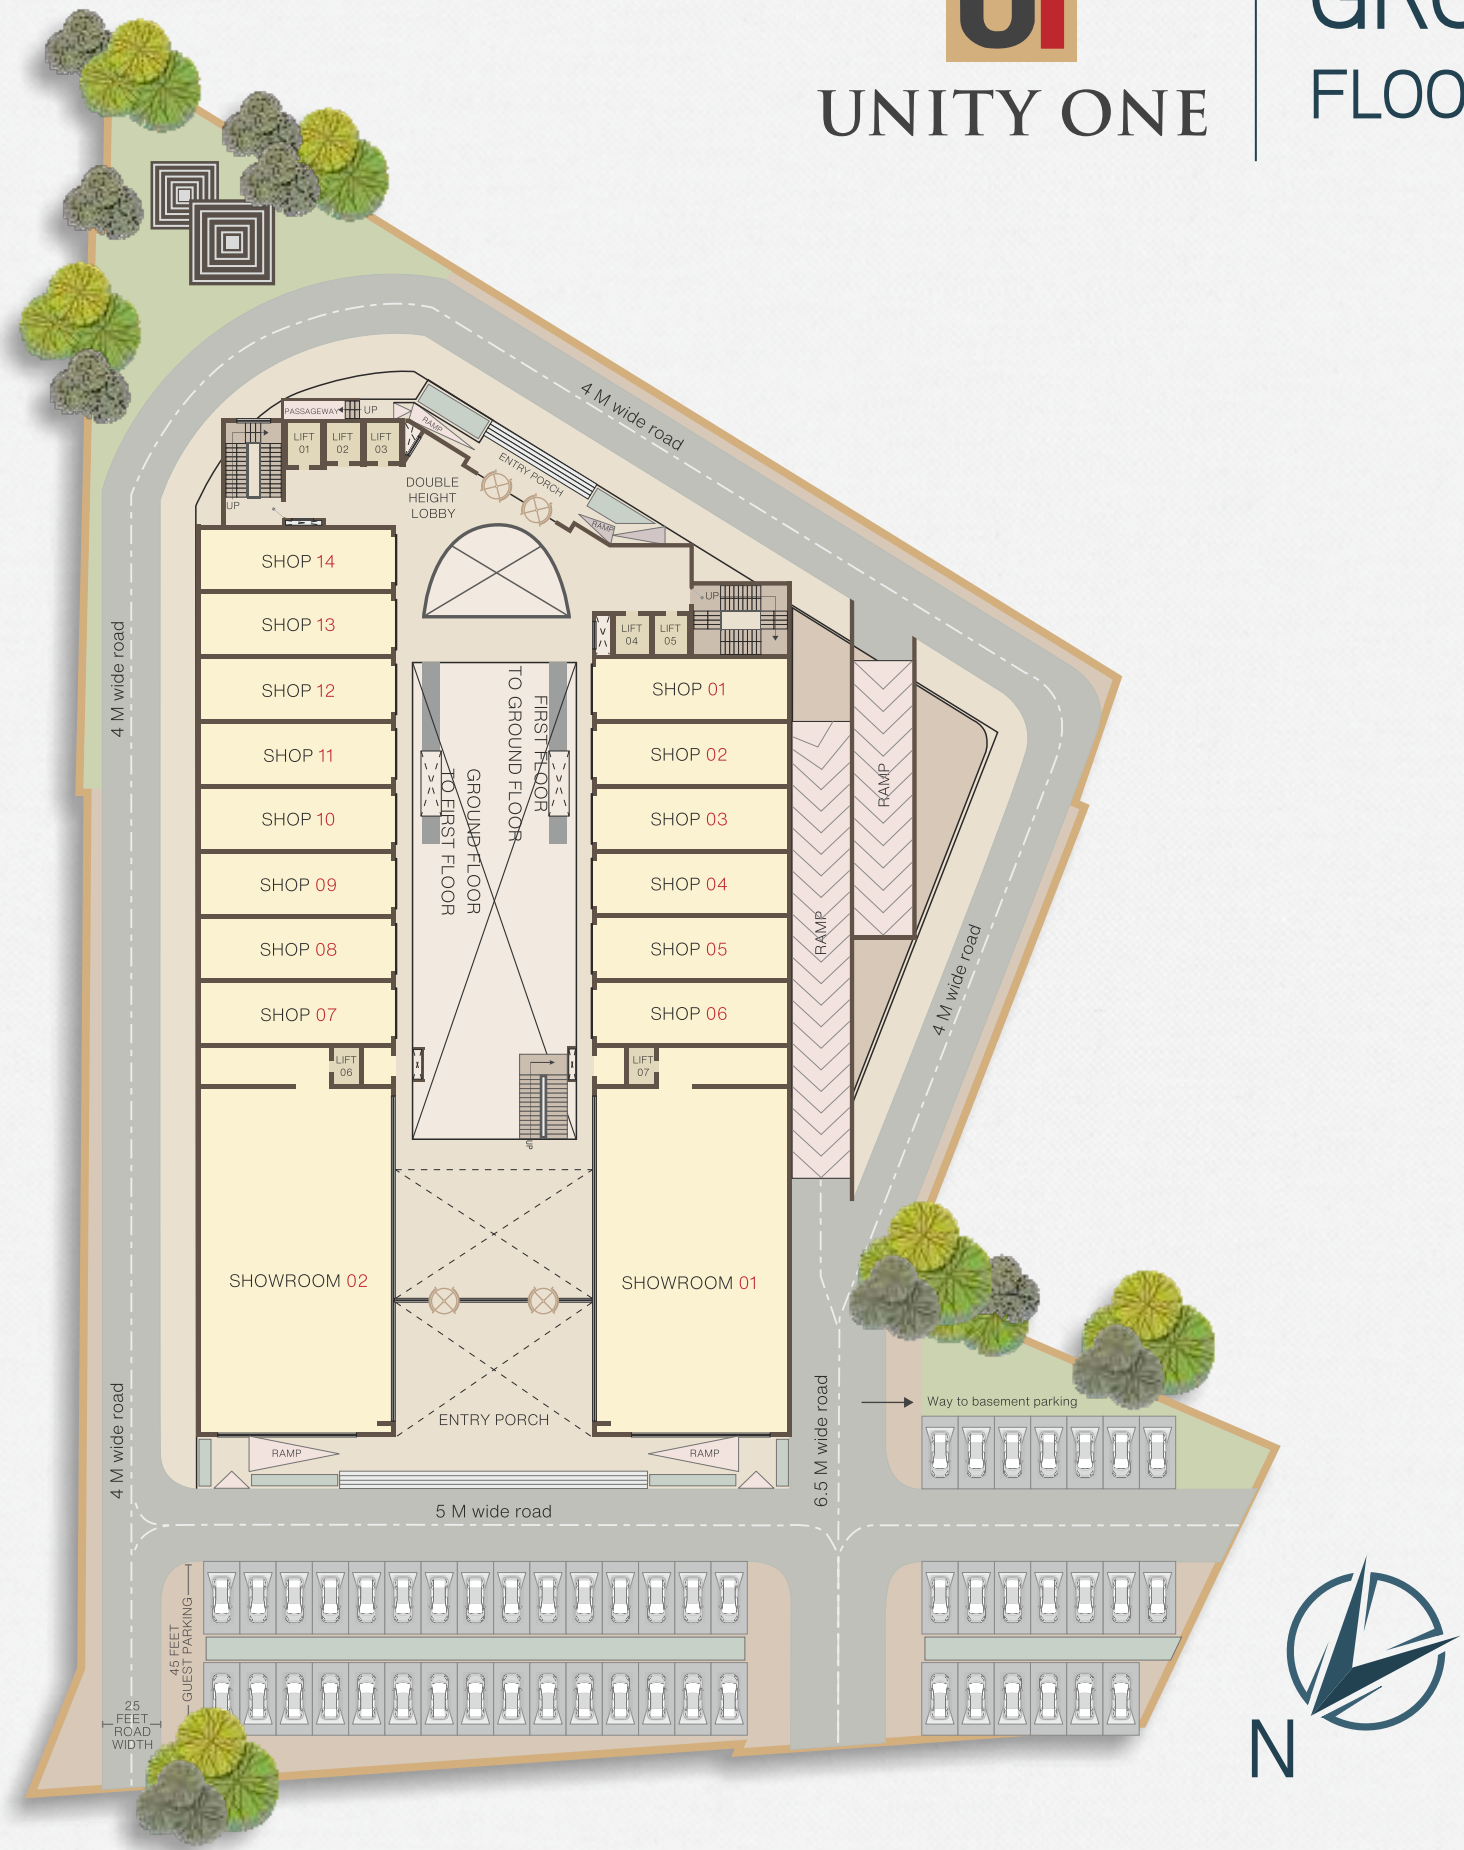 UI
UNITY ONE
GRO
FLOO
4 M wide road
PASSAGEWAY
UP
RAMP
LIFT
01
LIFT
02
LIFT
03
ENTRY PORCH
DOUBLE
HEIGHT
LOBBY
UP
RAMP
SHOP 14
UP
SHOP 13
LIFT
04
LIFT
05
4 M wide road
SHOP 12
SHOP 01
FIRST FLOOR
TO GROUND FLOOR
SHOP 11
SHOP 02
RAMP
GROUND FLOOR
TO FIRST FLOOR
SHOP 10
SHOP 03
SHOP 09
SHOP 04
RAMP
SHOP 08
SHOP 05
4 M wide road
SHOP 07
SHOP 06
LIFT
06
LIFT
07
UP
SHOWROOM 02
SHOWROOM 01
4 M wide road
6.5 M wide road
Way to basement parking
ENTRY PORCH
RAMP
RAMP
5 M wide road
45 FEET
GUEST PARKING
25
FEET
ROAD
WIDTH
N